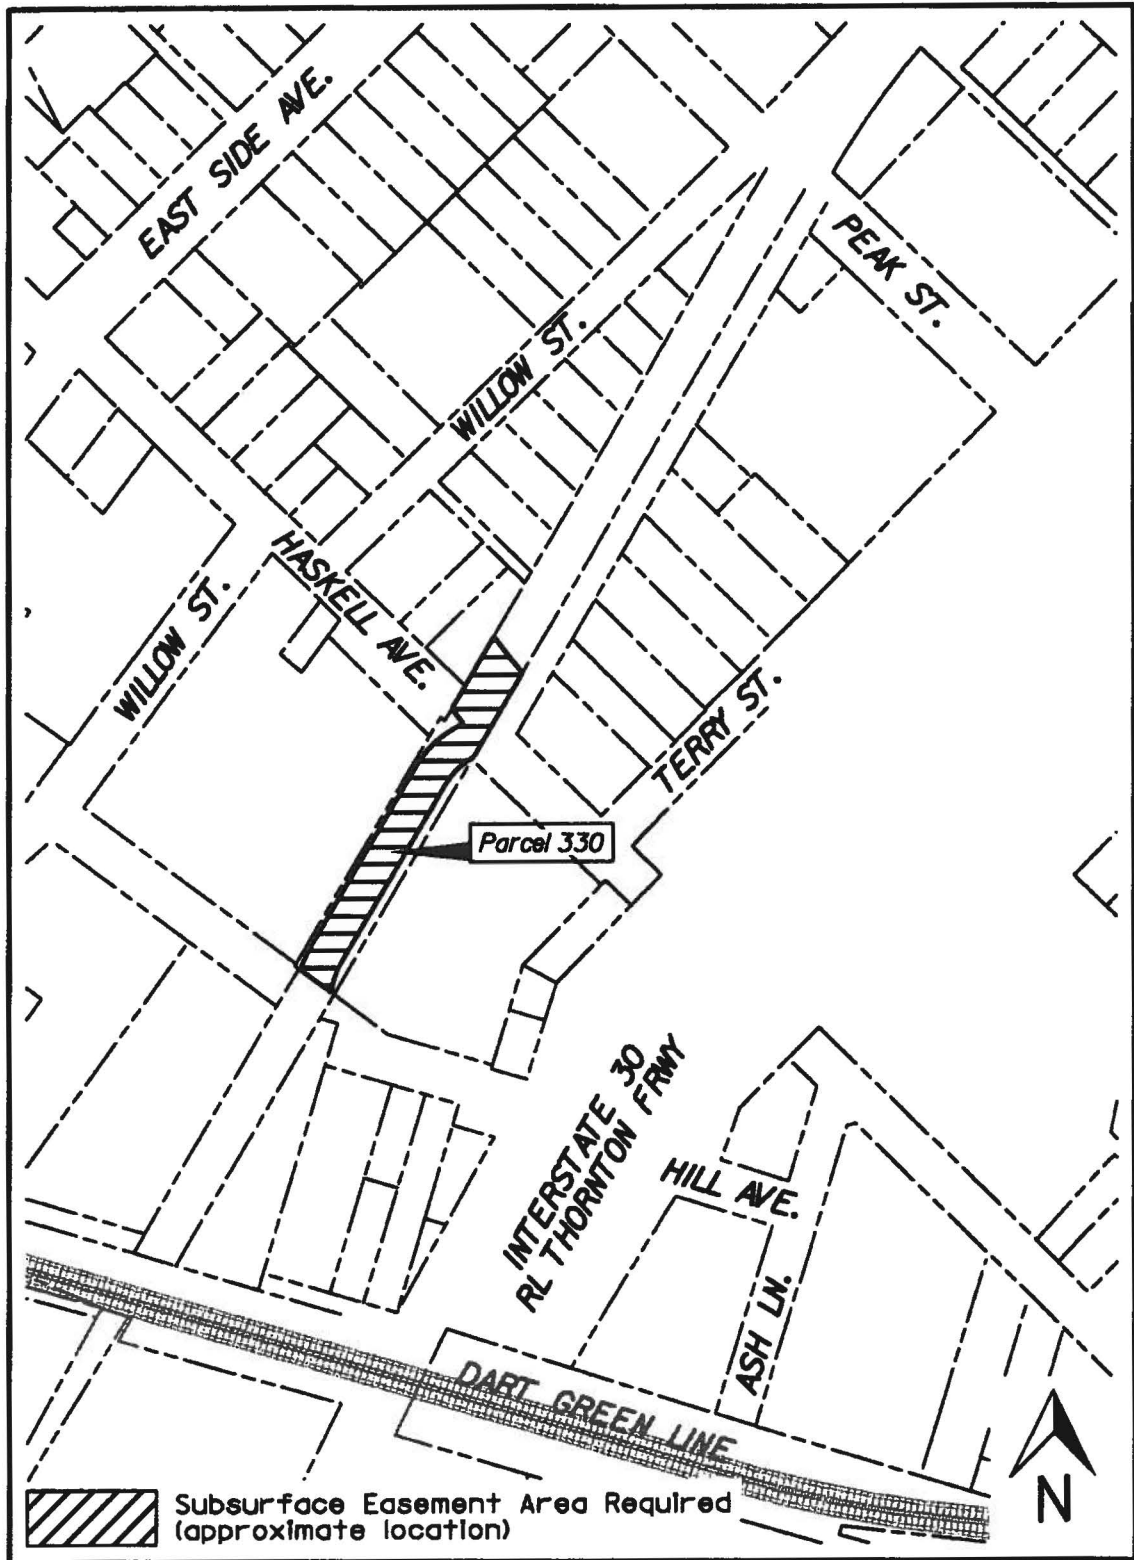 EAST SIDE AVE.
PEAK ST.
WILLOW ST.
HASKELL AVE.
WILLOW ST.
TERRY ST.
Parcel 330
INTERSTATE 30
RL THORNTON FRWY
HILL AVE.
ASH LN.
DART GREEN LINE
N
Subsurface Easement Area Required
(approximate location)